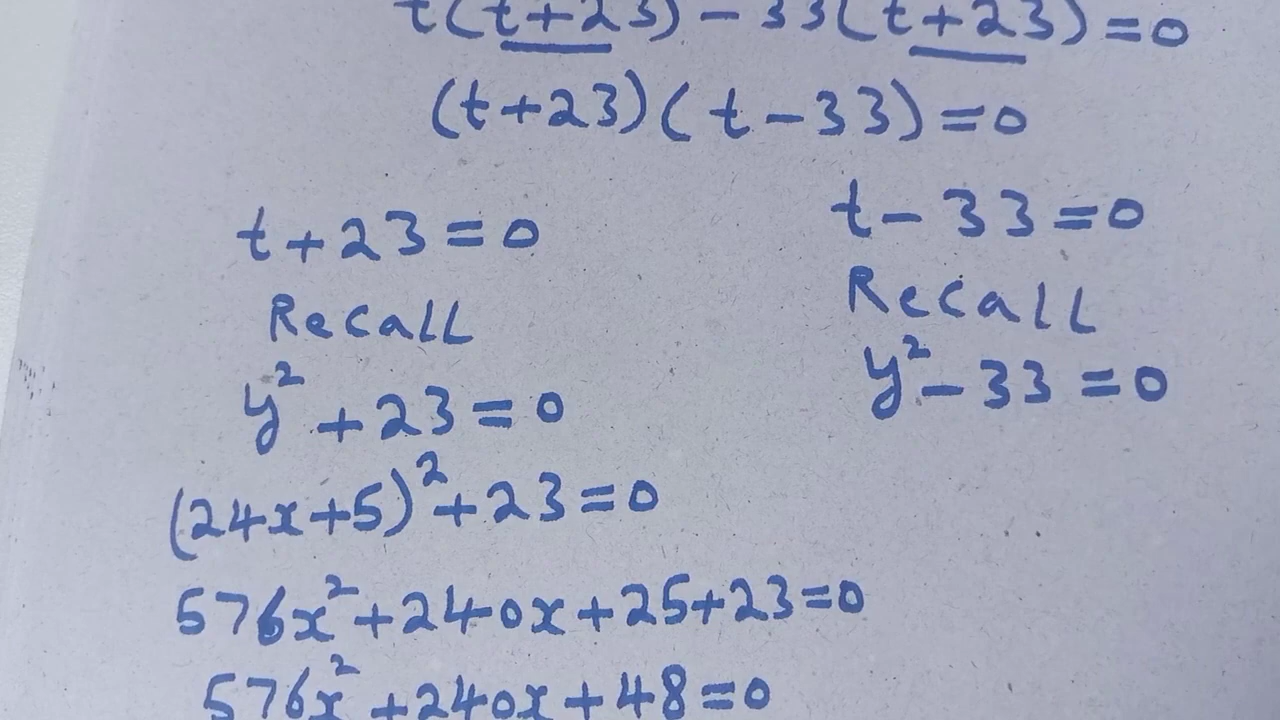 t(t+23) - 33(t+23) = 0
(t+23)(t-33) = 0
t+23 = 0
Recall
y² + 23 = 0
(24x+5)² + 23 = 0
576x² + 240x + 25 + 23 = 0
576x² + 240x + 48 = 0
t - 33 = 0
Recall
y² - 33 = 0